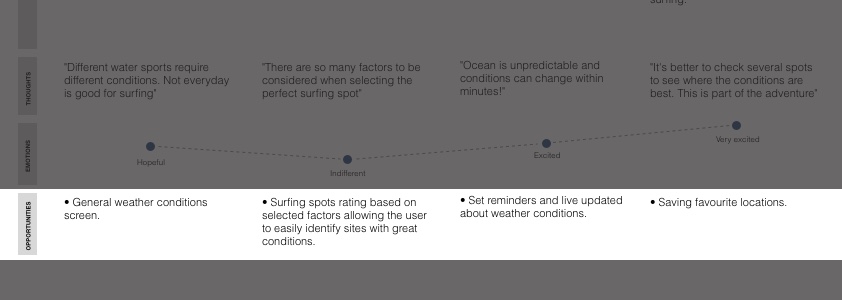 surfing.
THOUGHTS
"Different water sports require
different conditions. Not everyday
is good for surfing"
"There are so many factors to be
considered when selecting the
perfect surfing spot"
"Ocean is unpredictable and
conditions can change within
minutes!"
"It's better to check several spots
to see where the conditions are
best. This is part of the adventure"
EMOTIONS
Hopeful
Indifferent
Excited
Very excited
OPPORTUNITIES
• General weather conditions
screen.
• Surfing spots rating based on
selected factors allowing the user
to easily identify sites with great
conditions.
• Set reminders and live updated
about weather conditions.
• Saving favourite locations.